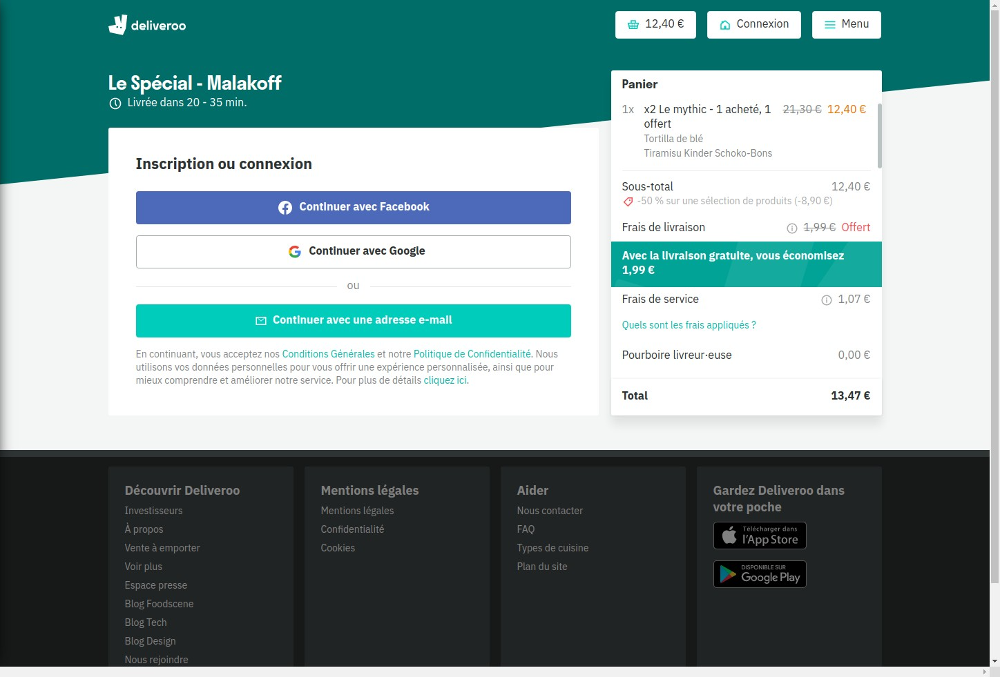 deliveroo
12,40 €
Connexion
Menu
Le Spécial - Malakoff
Livrée dans 20 - 35 min.
Inscription ou connexion
Continuer avec Facebook
Continuer avec Google
ou
Continuer avec une adresse e-mail
En continuant, vous acceptez nos Conditions Générales et notre Politique de Confidentialité. Nous
utilisons vos données personnelles pour vous offrir une expérience personnalisée, ainsi que pour
mieux comprendre et améliorer notre service. Pour plus de détails cliquez ici.
Panier
1x x2 Le mythic - 1 acheté, 1 21,30 € 12,40 €
offert
Tortilla de blé
Tiramisu Kinder Schoko-Bons
Sous-total 12,40 €
-50 % sur une sélection de produits (-8,90 €)
Frais de livraison 1,99 € Offert
Avec la livraison gratuite, vous économisez
1,99 €
Frais de service 1,07 €
Quels sont les frais appliqués ?
Pourboire livreur·euse 0,00 €
Total 13,47 €
Découvrir Deliveroo
Investisseurs
À propos
Vente à emporter
Voir plus
Espace presse
Blog Foodscene
Blog Tech
Blog Design
Nous rejoindre
Mentions légales
Mentions légales
Confidentialité
Cookies
Aider
Nous contacter
FAQ
Types de cuisine
Plan du site
Gardez Deliveroo dans
votre poche
Télécharger dans
l'App Store
DISPONIBLE SUR
Google Play